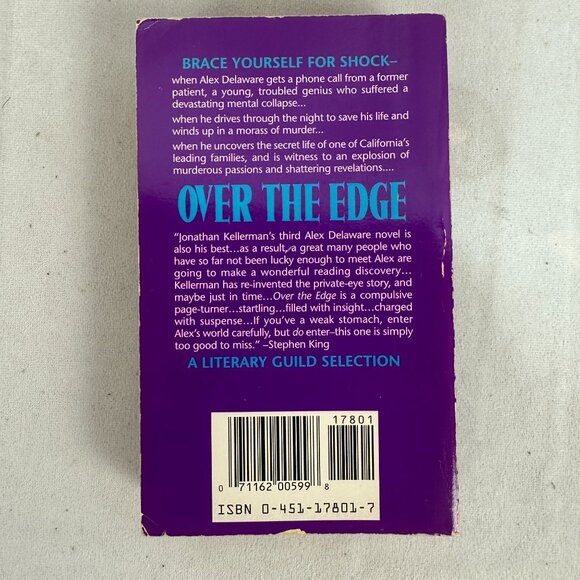 BRACE YOURSELF FOR SHOCK–
when Alex Delaware gets a phone call from a former
patient, a young, troubled genius who suffered a
devastating mental collapse...
when he drives through the night to save his life and
winds up in a morass of murder...
when he uncovers the secret life of one of California's
leading families, and is witness to an explosion of
murderous passions and shattering revelations....
OVER THE EDGE
"Jonathan Kellerman's third Alex Delaware novel is
also his best...as a result, a great many people who
have so far not been lucky enough to meet Alex are
going to make a wonderful reading discovery...
Kellerman has re-invented the private-eye story, and
maybe just in time...Over the Edge is a compulsive
page-turner...startling...filled with insight...charged
with suspense...If you've a weak stomach, enter
Alex's world carefully, but do enter–this one is simply
too good to miss." –Stephen King
A LITERARY GUILD SELECTION
17801
0 71162 00599 8
ISBN 0-451-17801-7